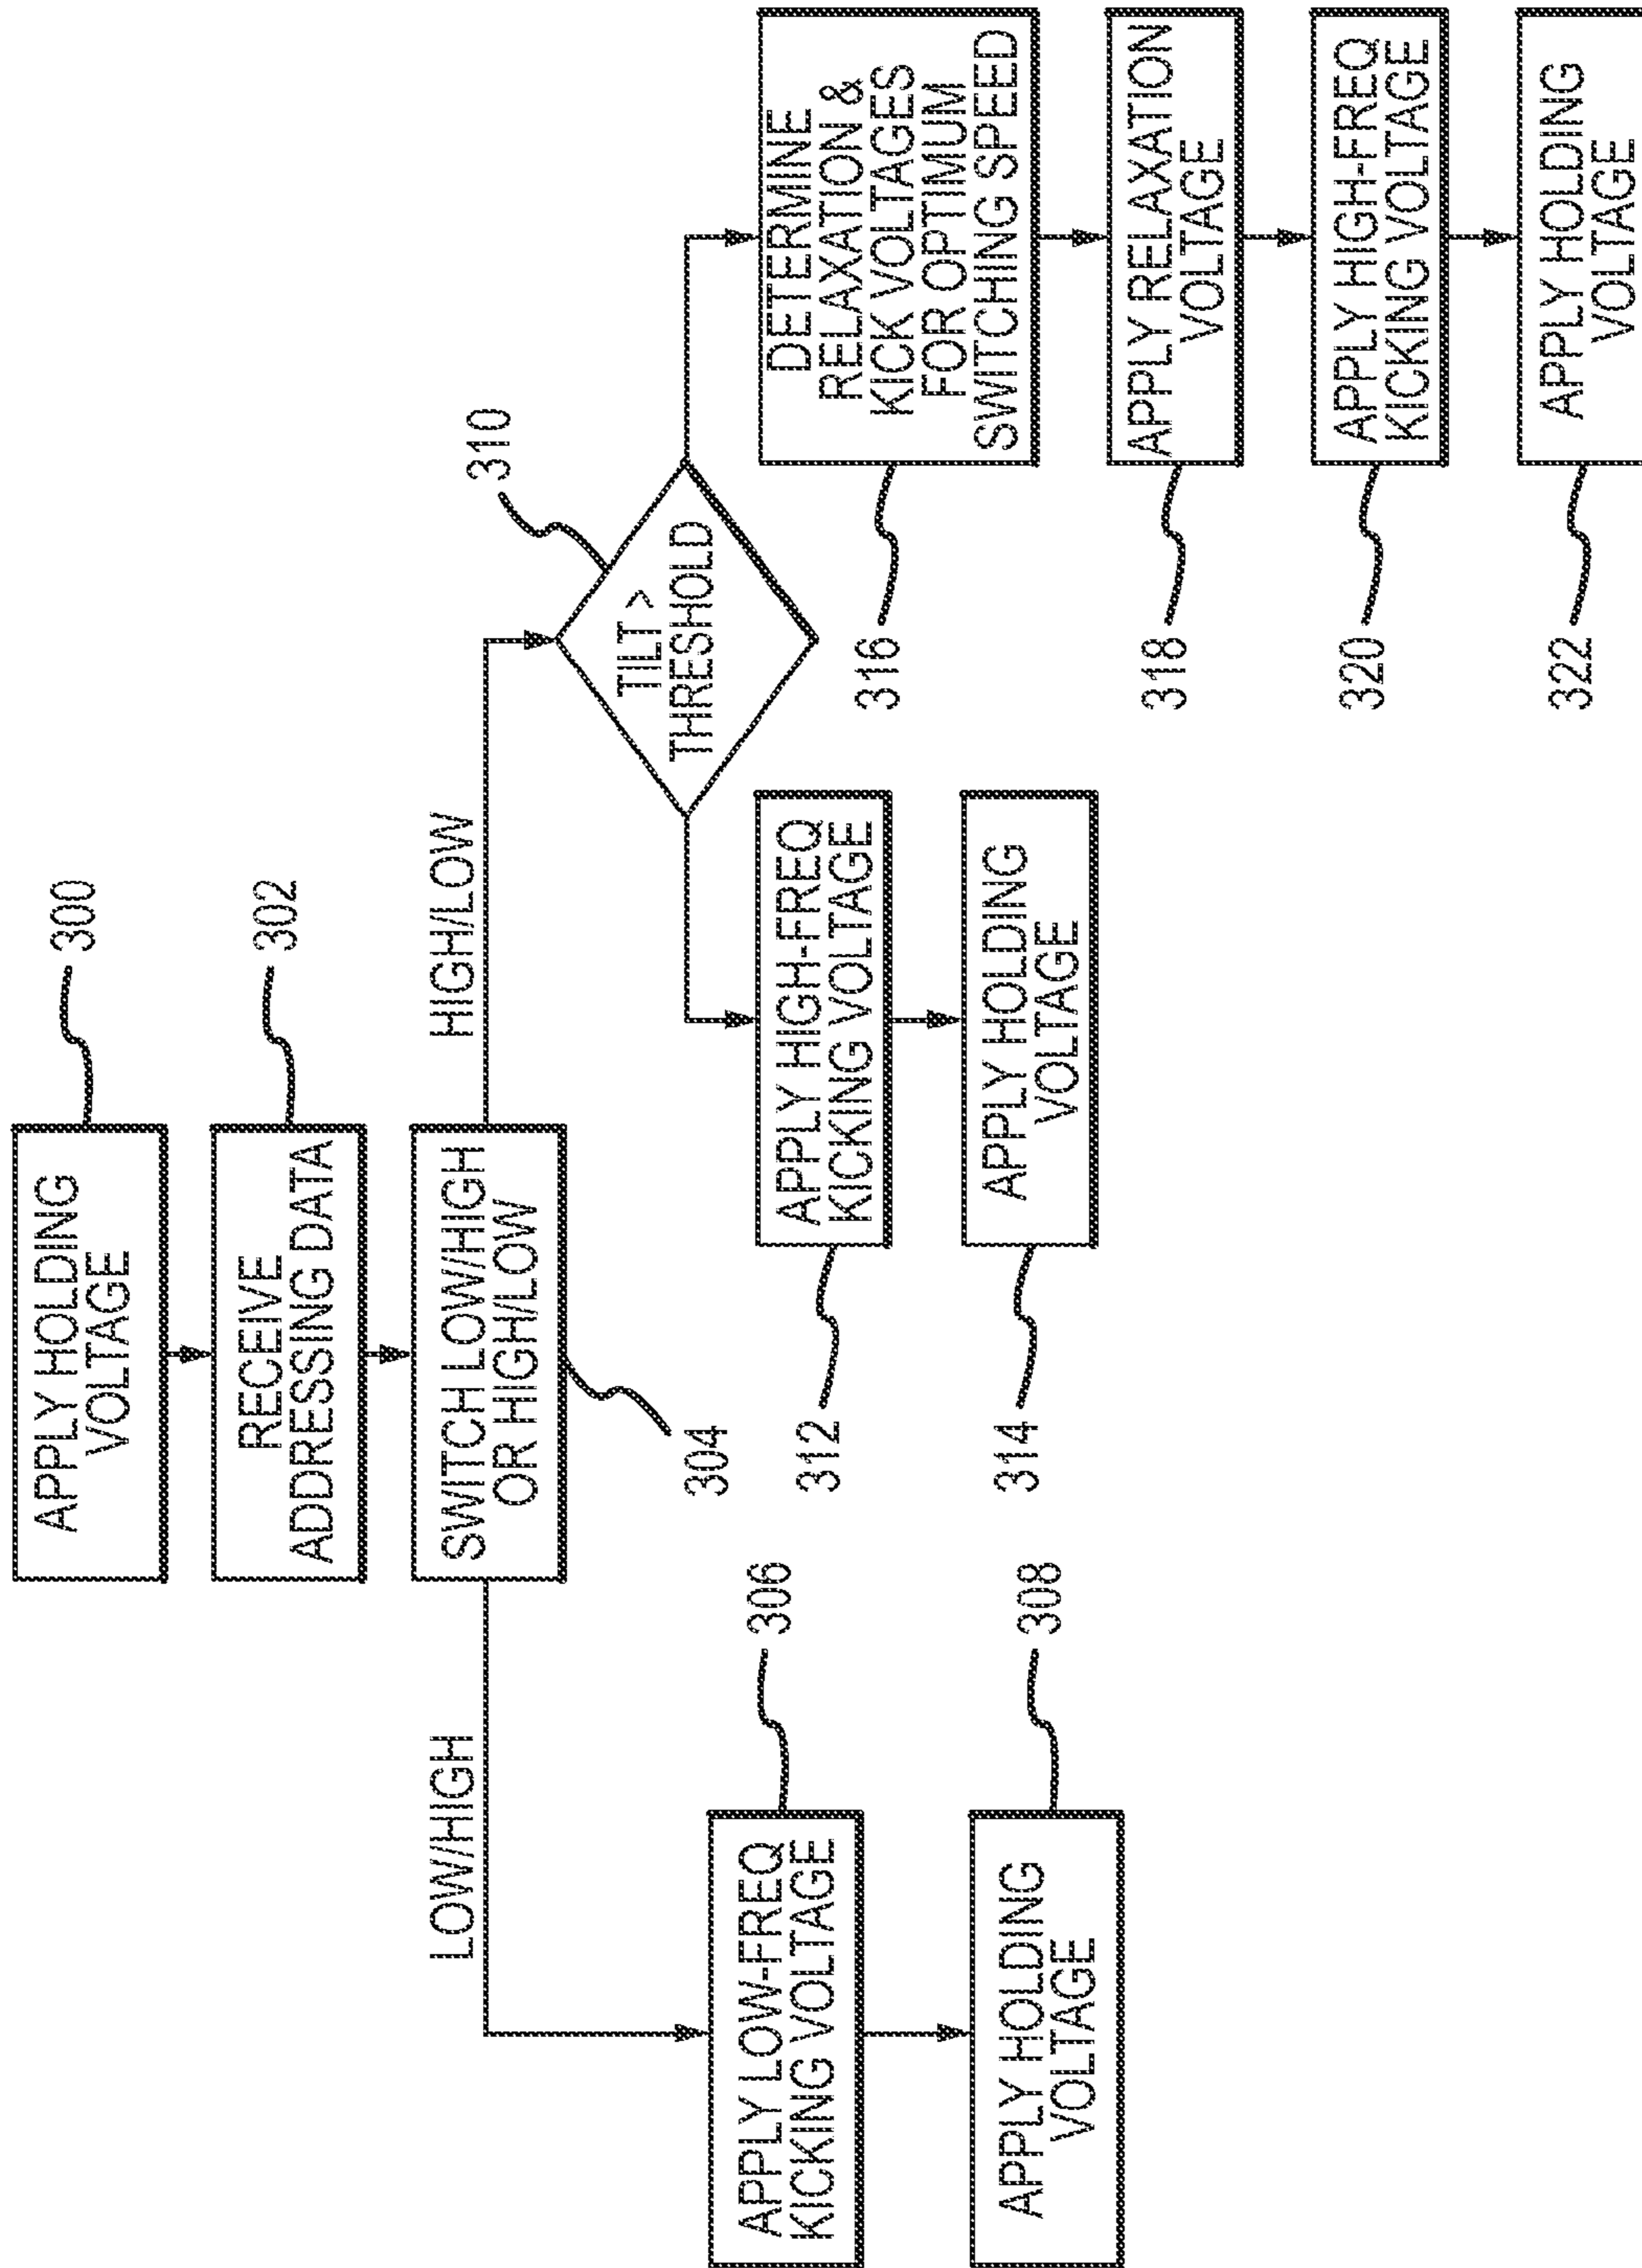 APPLY HOLDING
VOLTAGE
300
RECEIVE
ADDRESSING DATA
302
SWITCH LOW/HIGH
OR HIGH/LOW
304
LOW/HIGH
HIGH/LOW
APPLY LOW-FREQ
KICKING VOLTAGE
306
APPLY HOLDING
VOLTAGE
308
TILT >
THRESHOLD
310
APPLY HIGH-FREQ
KICKING VOLTAGE
312
APPLY HOLDING
VOLTAGE
314
DETERMINE
RELAXATION &
KICK VOLTAGES
FOR OPTIMUM
SWITCHING SPEED
316
APPLY RELAXATION
VOLTAGE
318
APPLY HIGH-FREQ
KICKING VOLTAGE
320
APPLY HOLDING
VOLTAGE
322